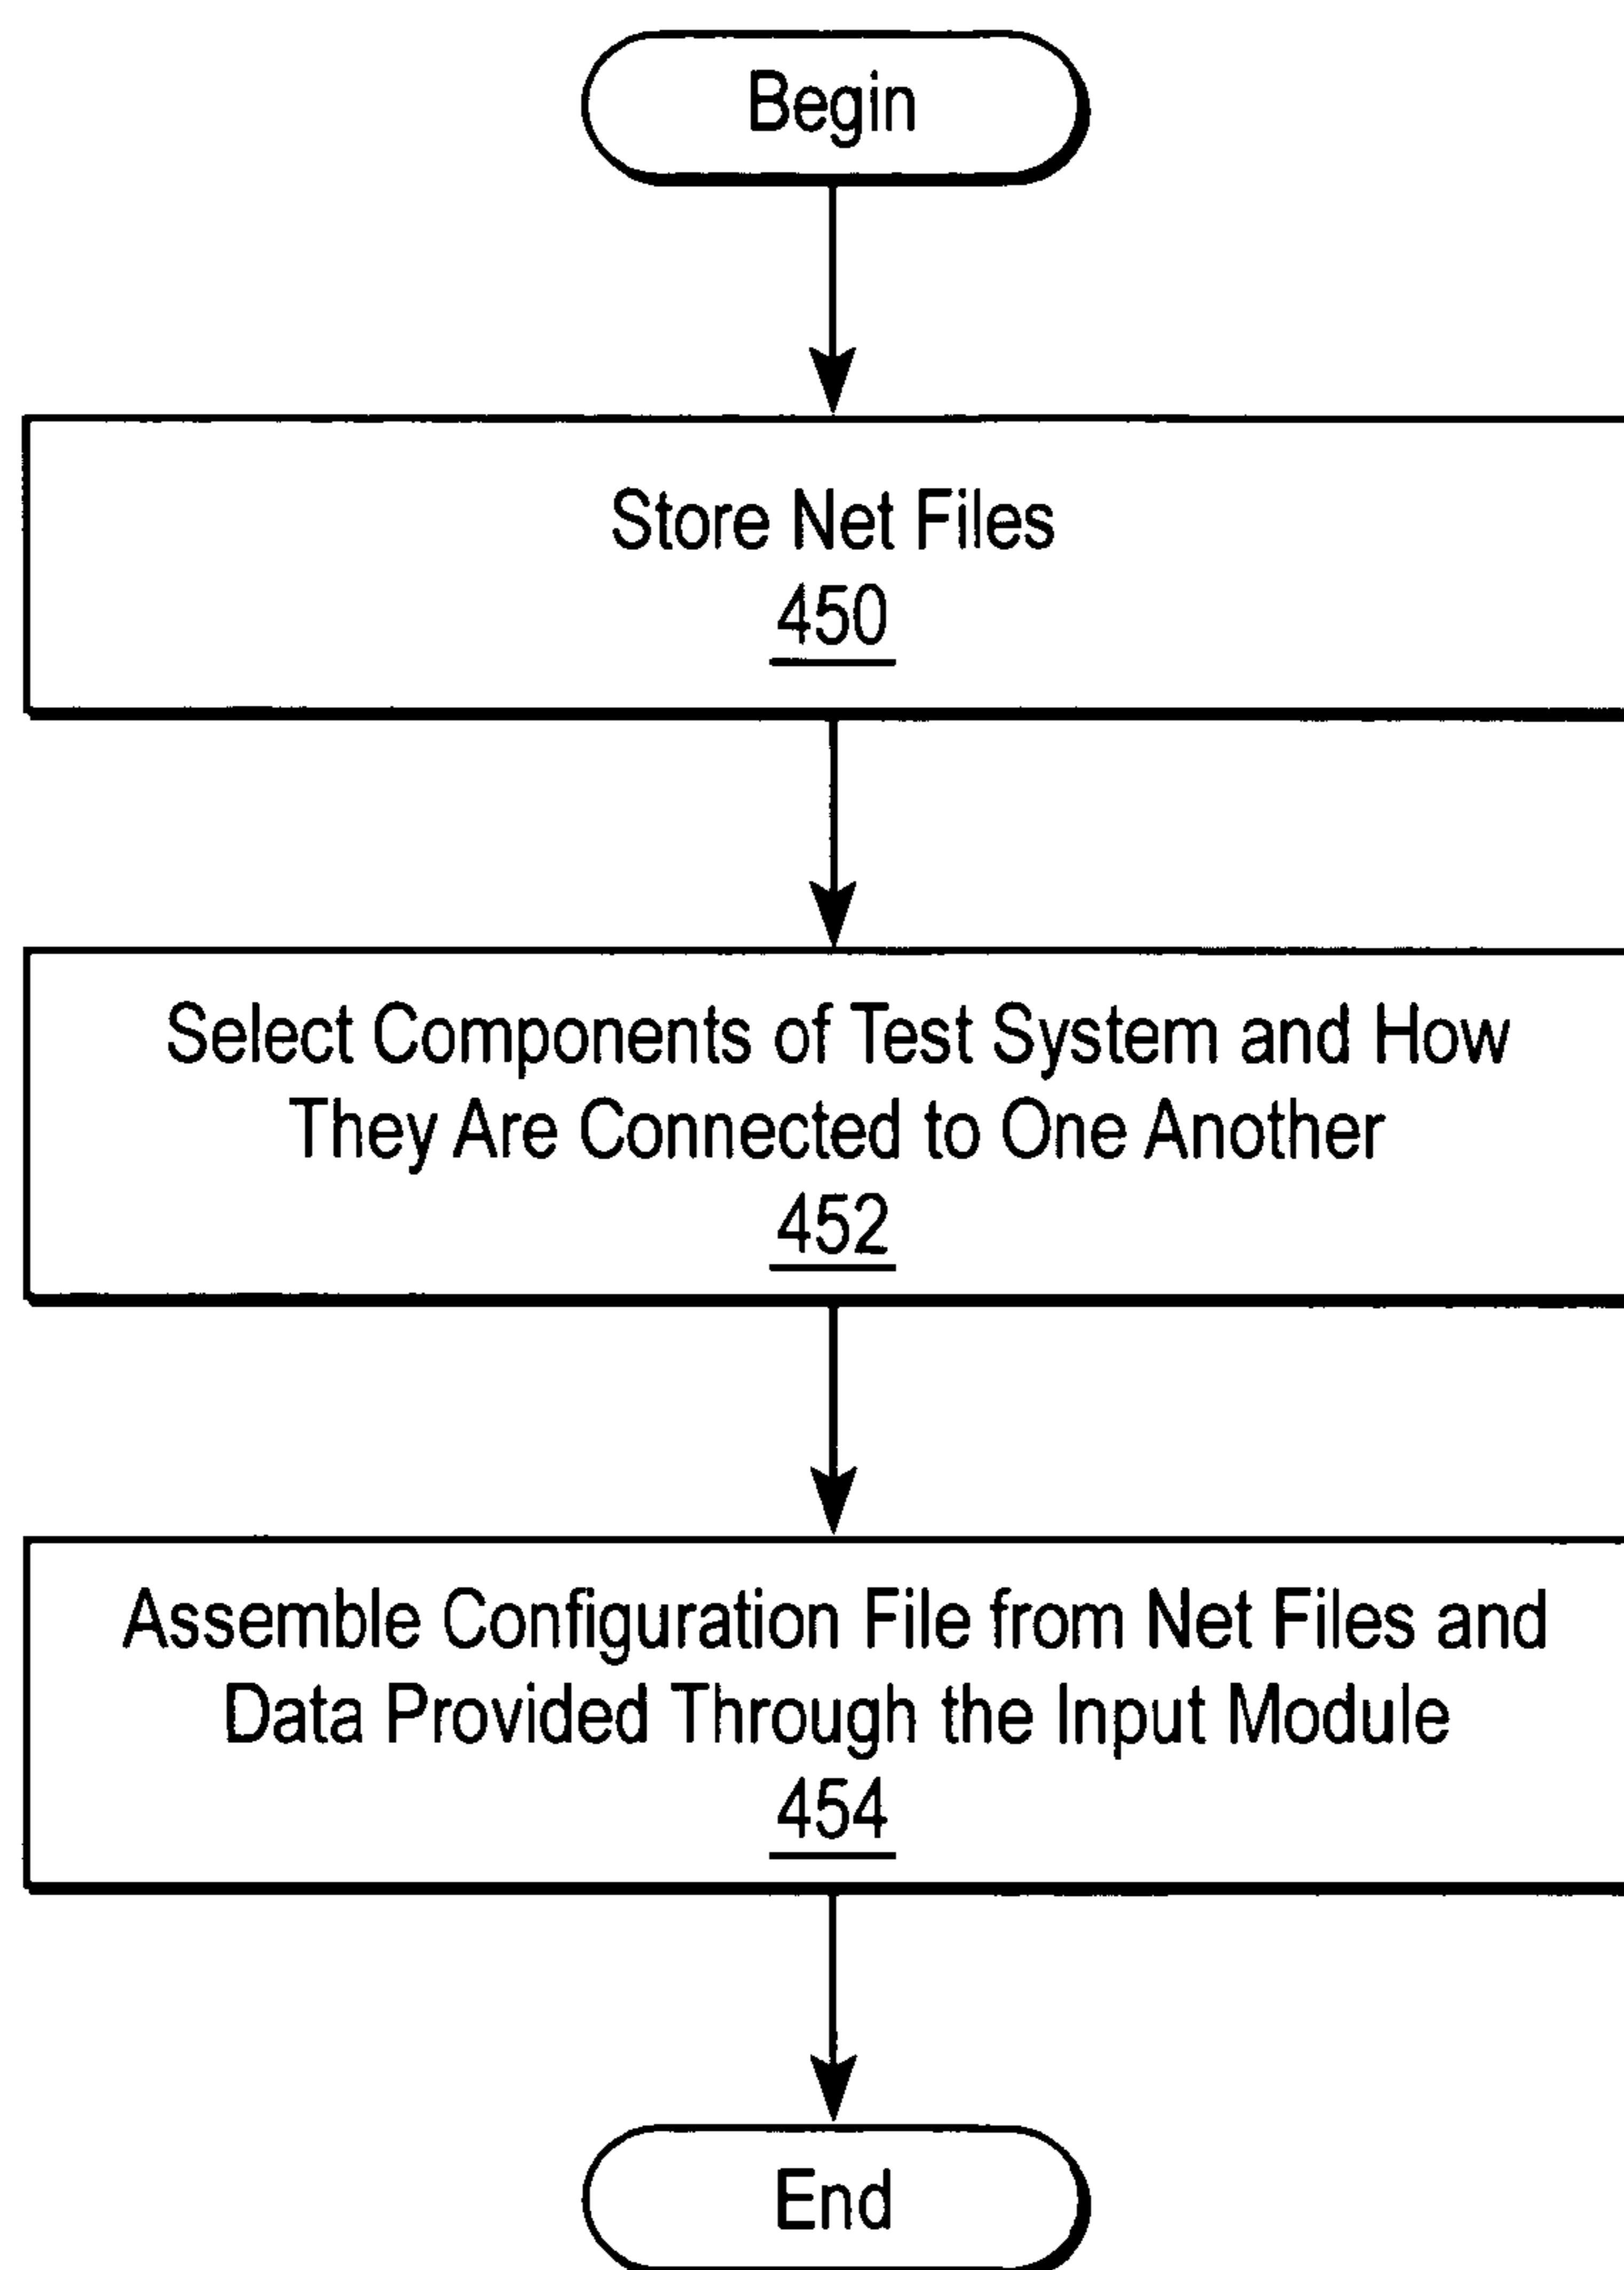 Begin
Store Net Files
450
Select Components of Test System and How
They Are Connected to One Another
452
Assemble Configuration File from Net Files and
Data Provided Through the Input Module
454
End